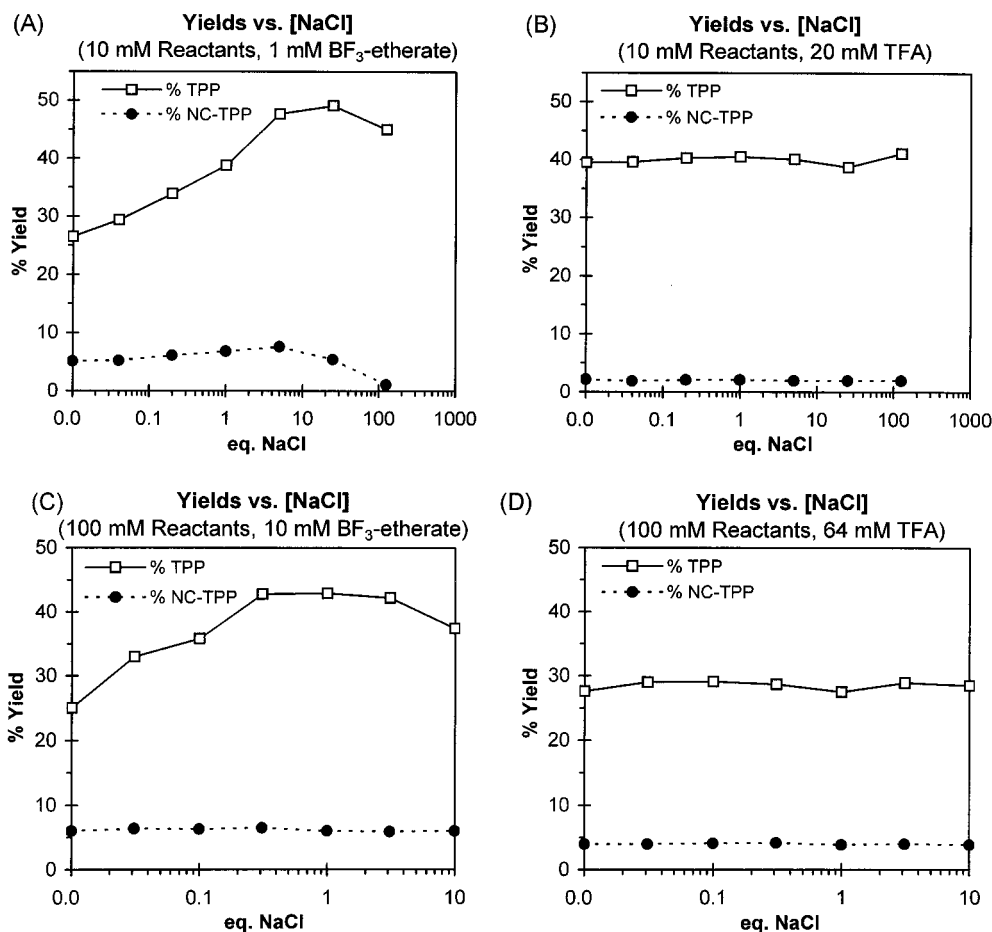 (A)
Yields vs. [NaCl]
(10 mM Reactants, 1 mM BF₃-etherate)
% TPP
% NC-TPP
50
40
30
20
10
0
% Yield
0.0 0.1 1 10 100 1000
eq. NaCl
(B)
Yields vs. [NaCl]
(10 mM Reactants, 20 mM TFA)
% TPP
% NC-TPP
50
40
30
20
10
0
% Yield
0.0 0.1 1 10 100 1000
eq. NaCl
(C)
Yields vs. [NaCl]
(100 mM Reactants, 10 mM BF₃-etherate)
% TPP
% NC-TPP
50
40
30
20
10
0
% Yield
0.0 0.1 1 10
eq. NaCl
(D)
Yields vs. [NaCl]
(100 mM Reactants, 64 mM TFA)
% TPP
% NC-TPP
50
40
30
20
10
0
% Yield
0.0 0.1 1 10
eq. NaCl